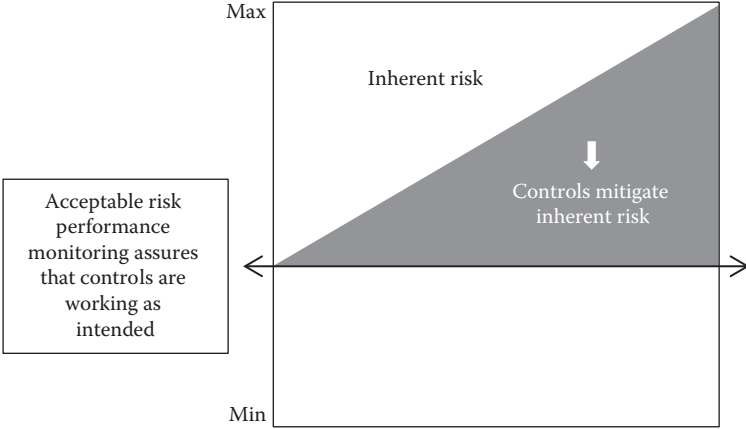 Max
Inherent risk
Controls mitigate
inherent risk
Acceptable risk
performance
monitoring assures
that controls are
working as
intended
Min